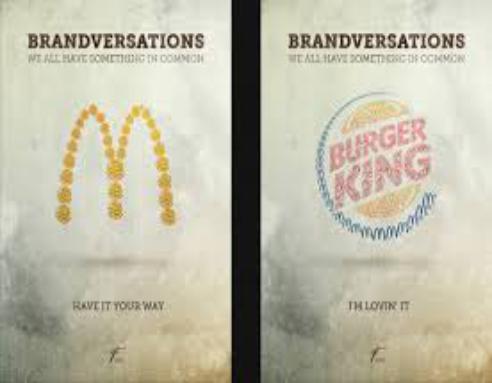 BRANDVERSATIONS
WE ALL HAVE SOMETHING IN COMMON
HAVE IT YOUR WAY
BRANDVERSATIONS
WE ALL HAVE SOMETHING IN COMMON
BURGER
KING
I'M LOVIN' IT